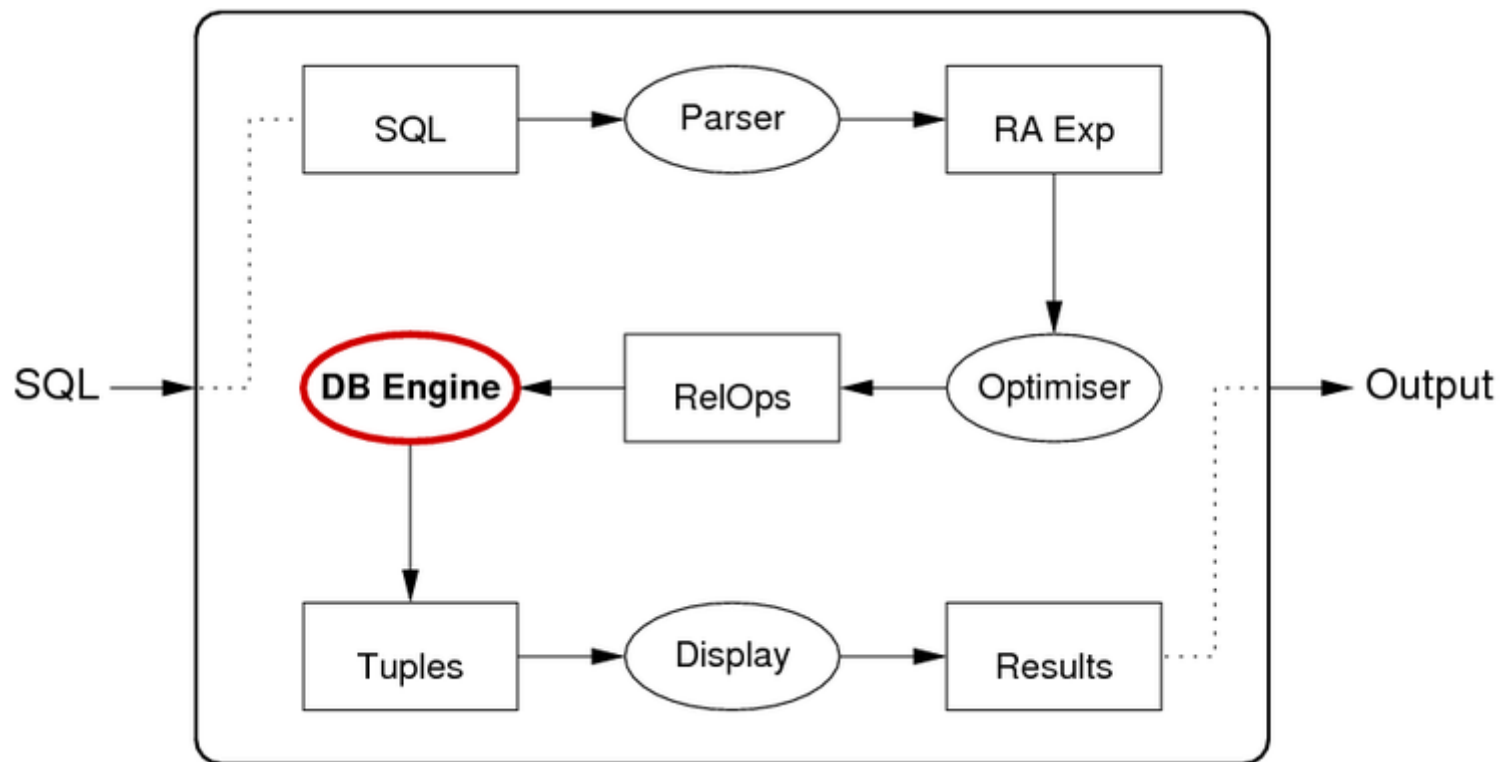 SQL
Parser
RA Exp
SQL
DB Engine
RelOps
Optimiser
Output
Tuples
Display
Results